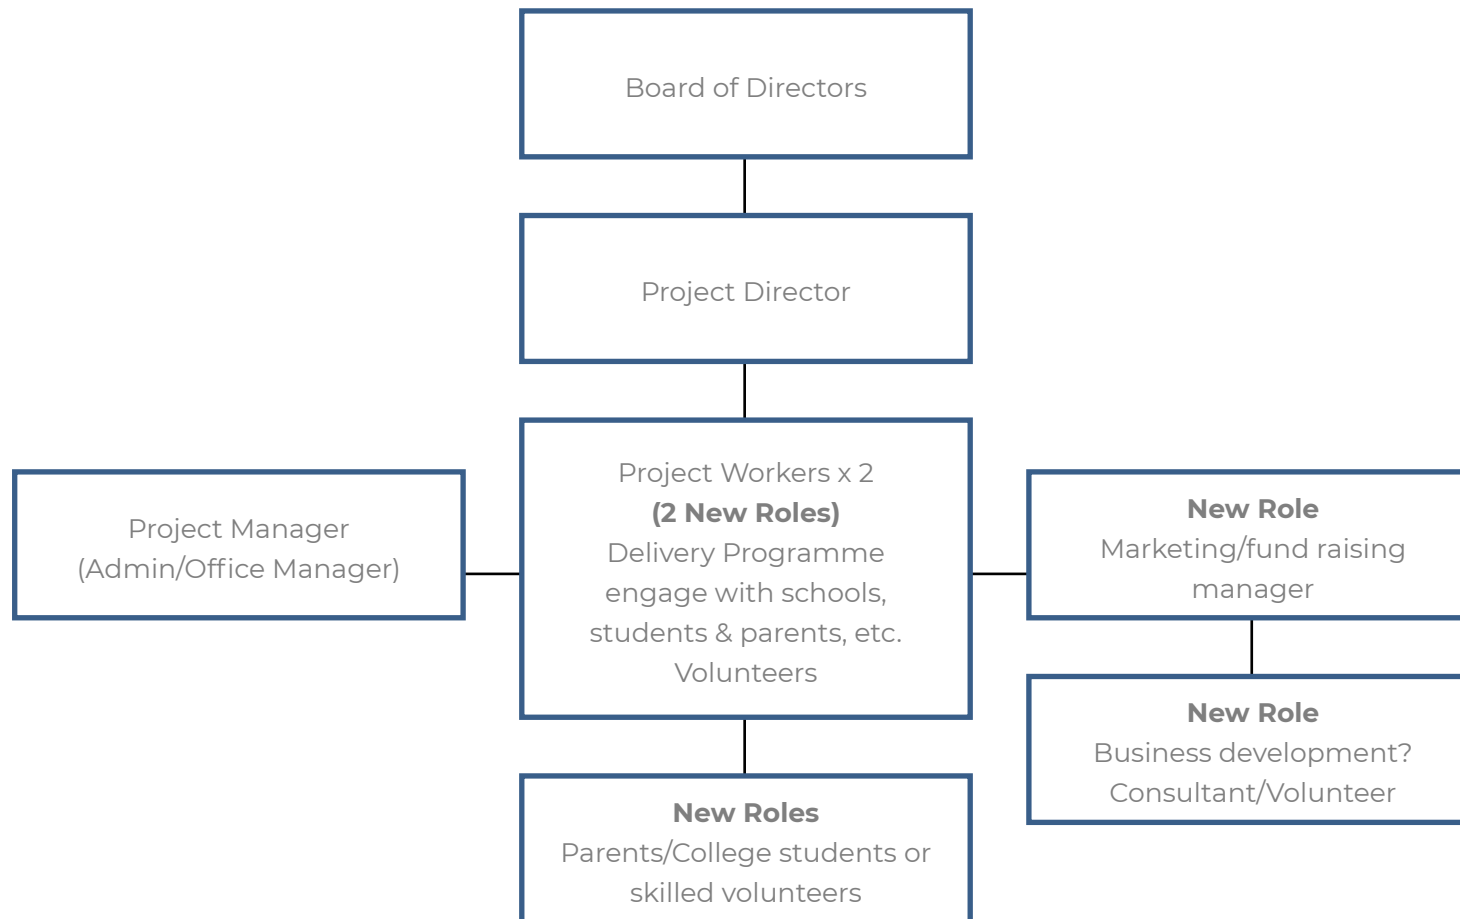 Board of Directors
Project Director
Project Manager
(Admin/Office Manager)
Project Workers x 2
(2 New Roles)
Delivery Programme
engage with schools,
students & parents, etc.
Volunteers
New Role
Marketing/fund raising
manager
New Role
Business development?
Consultant/Volunteer
New Roles
Parents/College students or
skilled volunteers